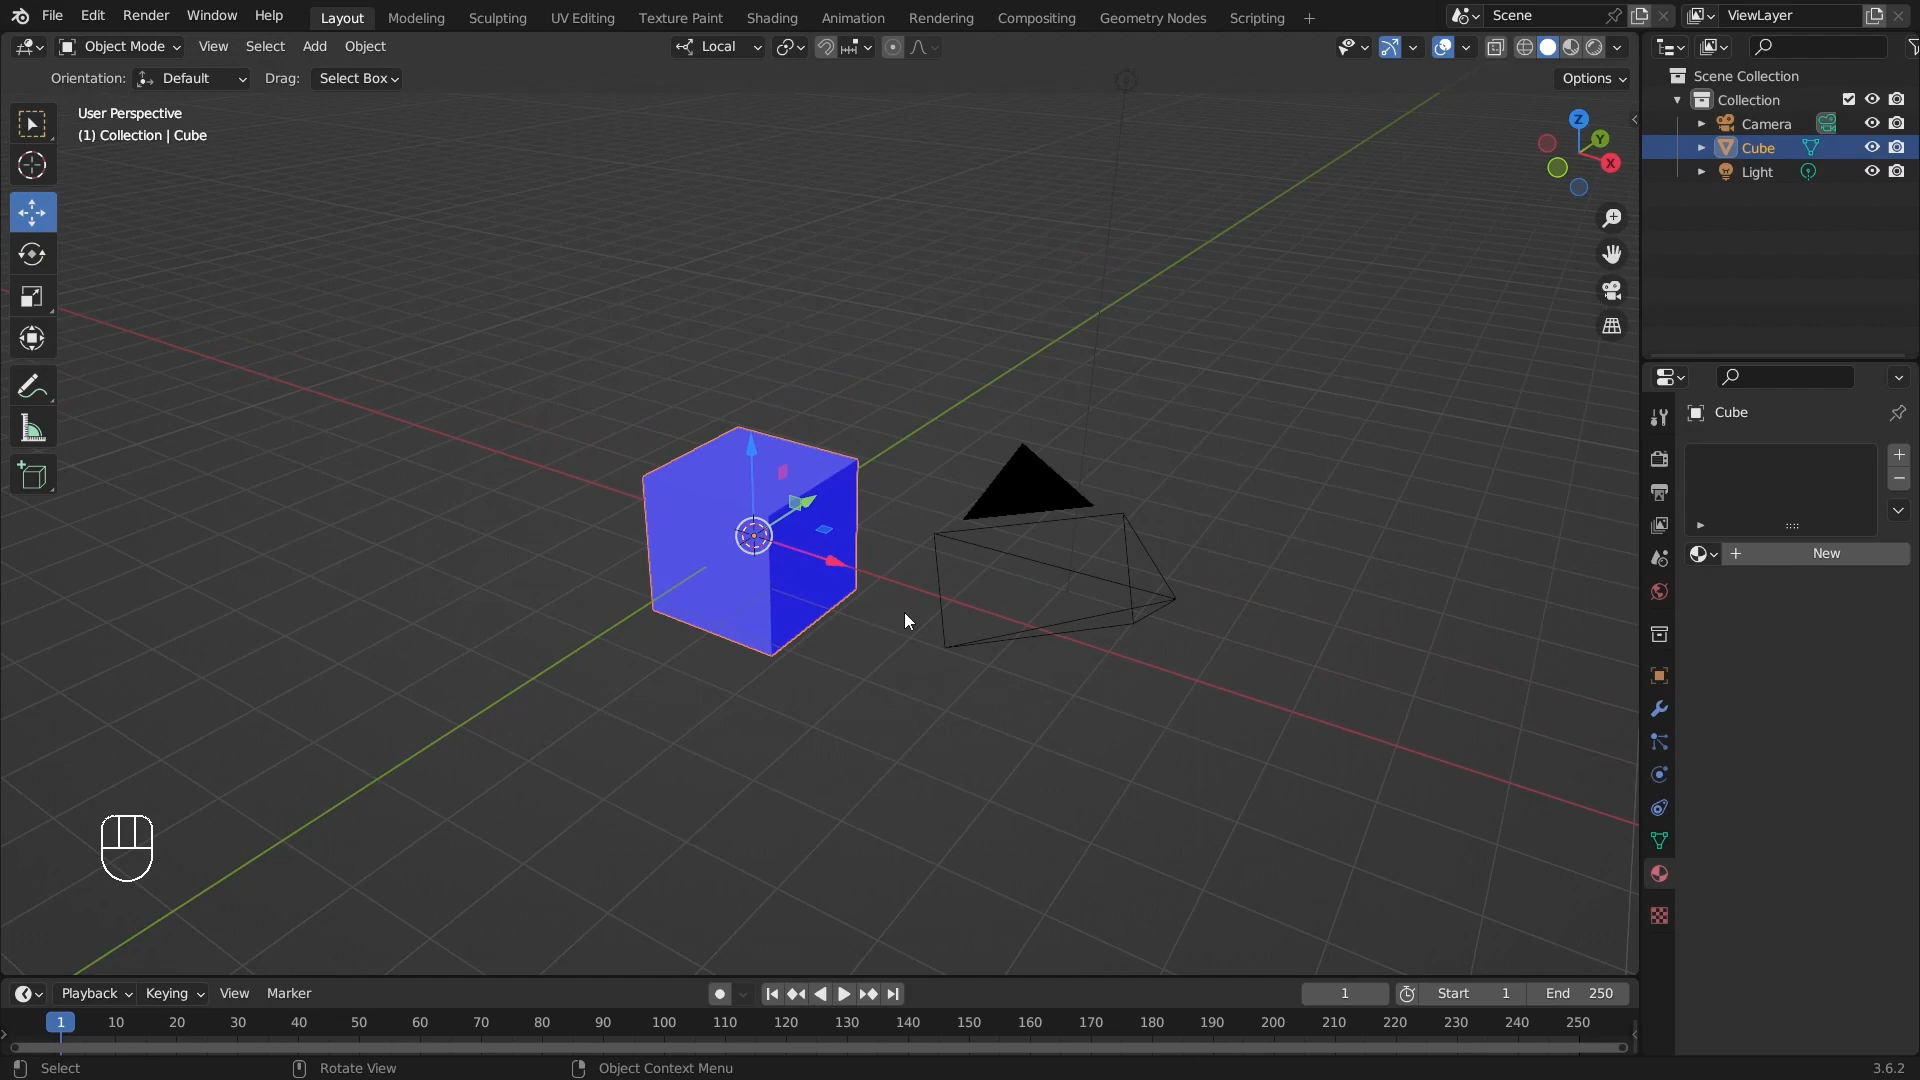 File Edit Render Window Help Layout Modeling Sculpting UV Editing Texture Paint Shading Animation Rendering Compositing Geometry Nodes Scripting + Scene ViewLayer
Object Mode View Select Add Object Local
Orientation: Default Drag: Select Box Options
User Perspective
(1) Collection | Cube
Z
Y
X
Scene Collection
Collection
Camera
Cube
Light
Cube
New
Playback Keying View Marker 1 Start 1 End 250
1 10 20 30 40 50 60 70 80 90 100 110 120 130 140 150 160 170 180 190 200 210 220 230 240 250
Select Rotate View Object Context Menu 3.6.2